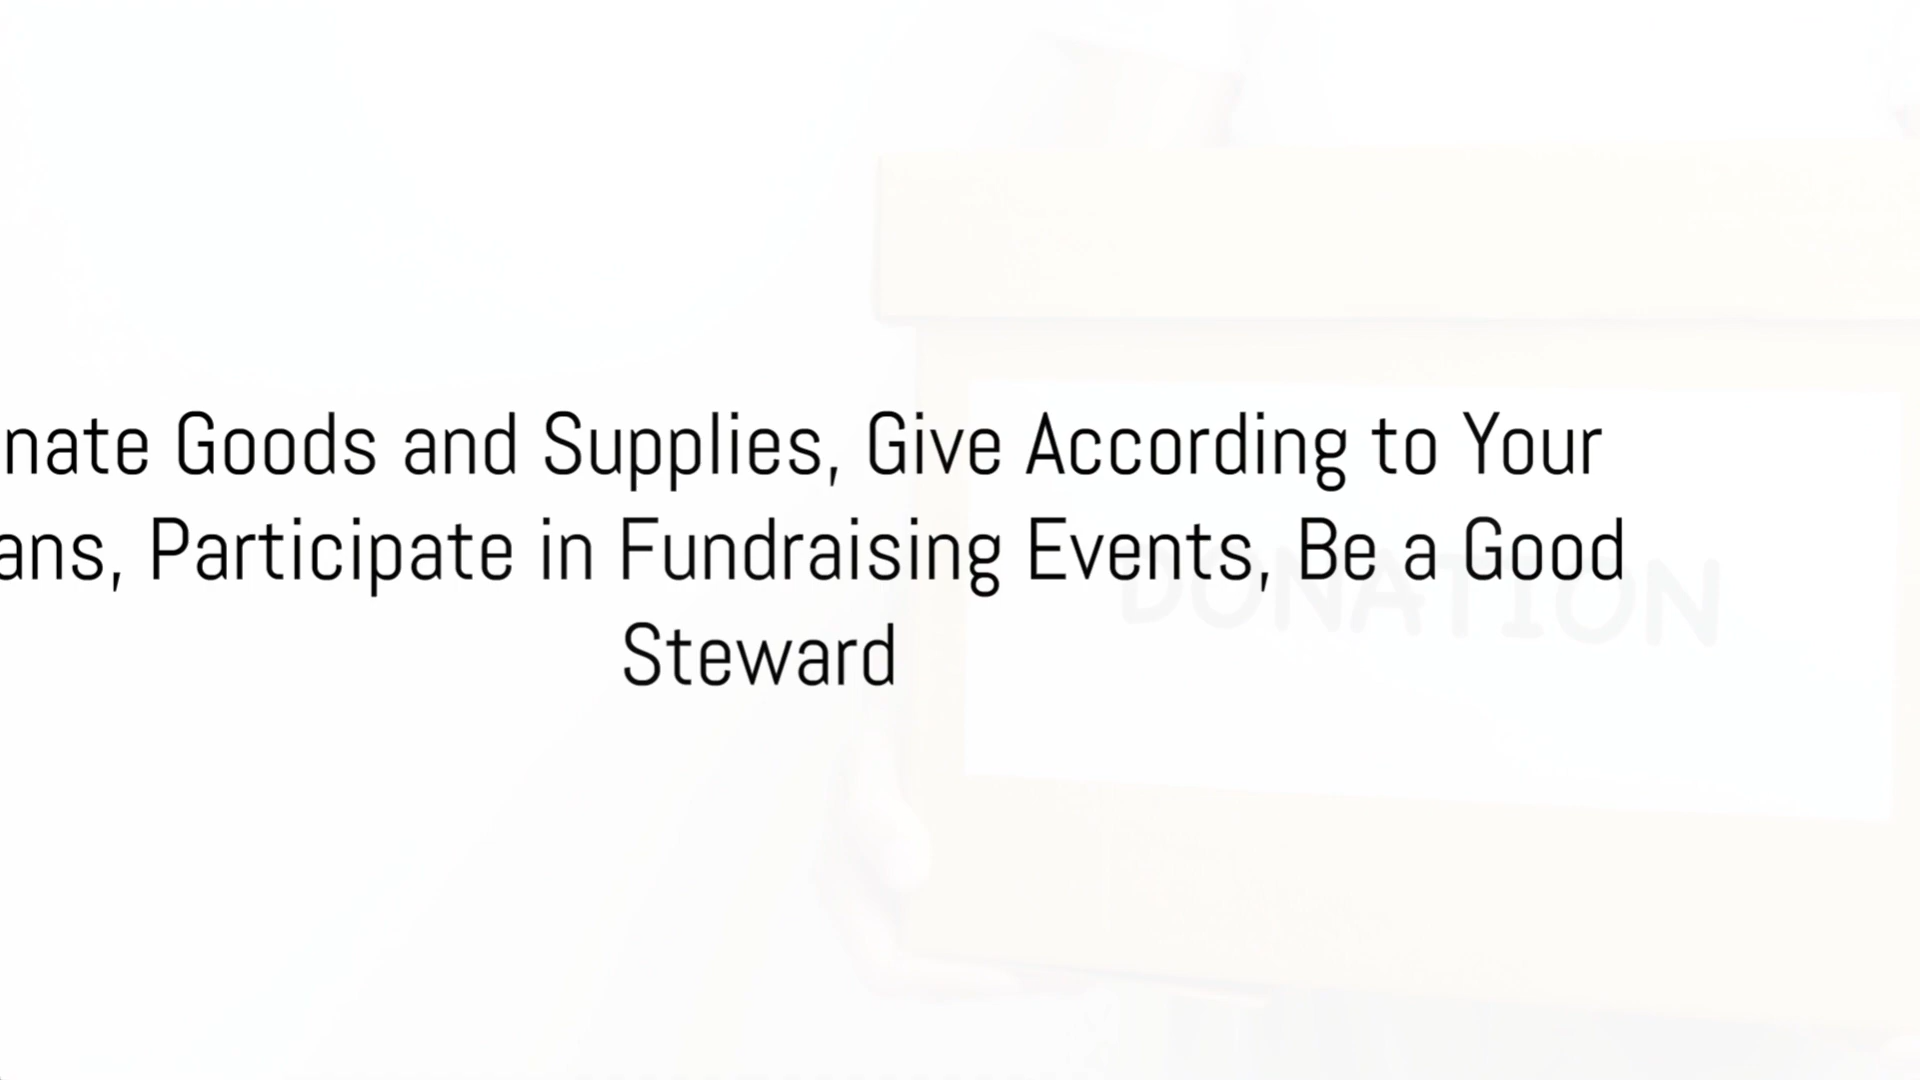 nate Goods and Supplies, Give According to Your
ans, Participate in Fundraising Events, Be a Good
Steward
DONATION